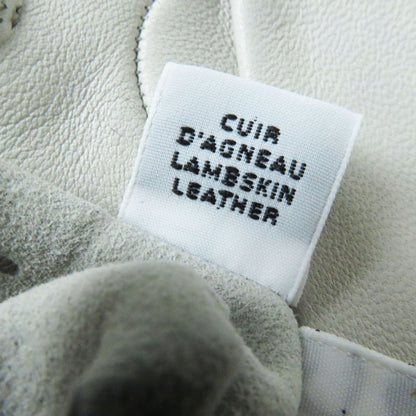 CUIR
D'AGNEAU
LAMBSKIN
LEATHER